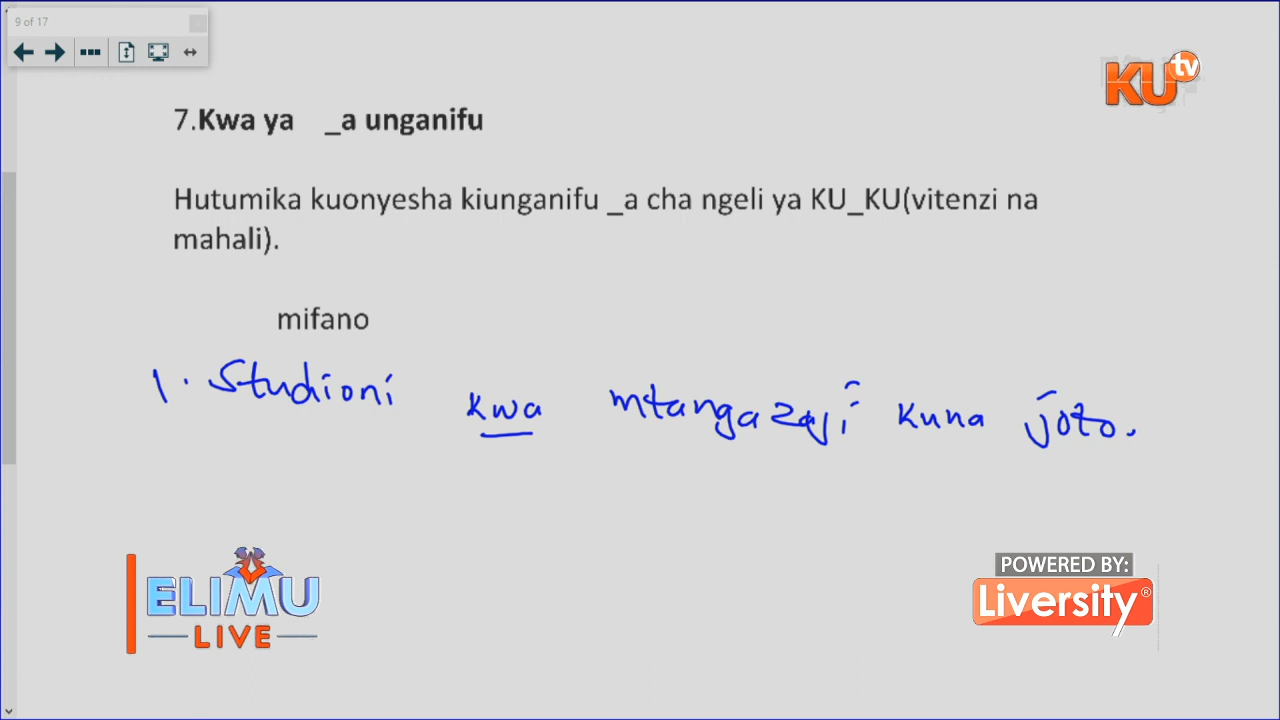 9 of 17
KU tv
7.Kwa ya _a unganifu
Hutumika kuonyesha kiunganifu _a cha ngeli ya KU_KU(vitenzi na
mahali).
mifano
1. Studioni kwa mtangazaji kuna joto.
ELIMU
LIVE
POWERED BY:
Liversity®